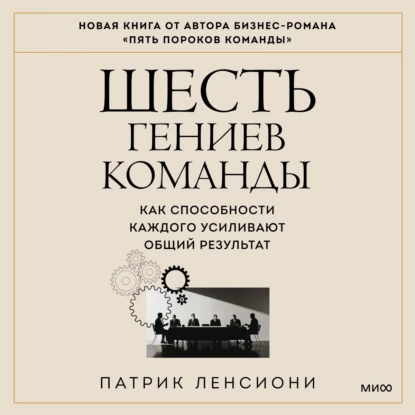 НОВАЯ КНИГА ОТ АВТОРА БИЗНЕС-РОМАНА
«ПЯТЬ ПОРОКОВ КОМАНДЫ»
ШЕСТЬ
ГЕНИЕВ
КОМАНДЫ
КАК СПОСОБНОСТИ
КАЖДОГО УСИЛИВАЮТ
ОБЩИЙ РЕЗУЛЬТАТ
ПАТРИК ЛЕНСИОНИ
МИФ